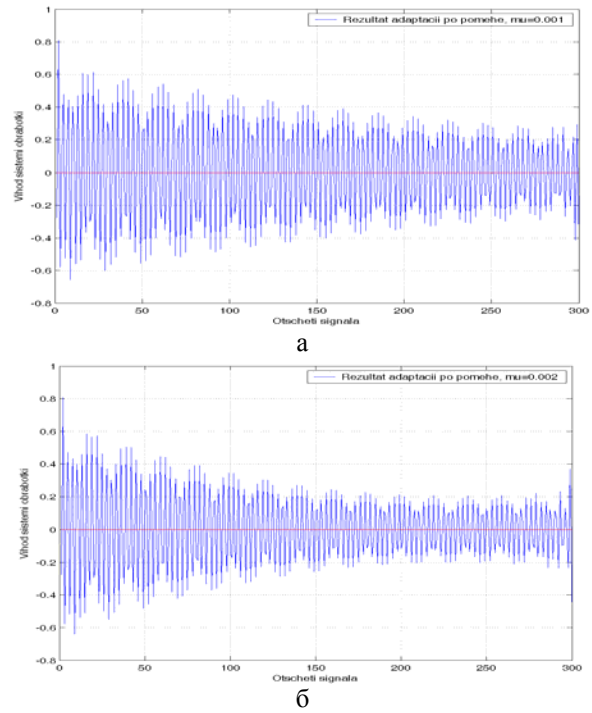 1
Rezultat adaptacii po pomehe, mu=0.001
0.8
0.6
0.4
0.2
0
-0.2
-0.4
-0.6
-0.8
Vihod sistemi obrabotki
0 50 100 150 200 250 300
Otscheti signala
а
1
Rezultat adaptacii po pomehe, mu=0.002
0.8
0.6
0.4
0.2
0
-0.2
-0.4
-0.6
-0.8
Vihod sistemi obrabotki
0 50 100 150 200 250 300
Otscheti signala
б